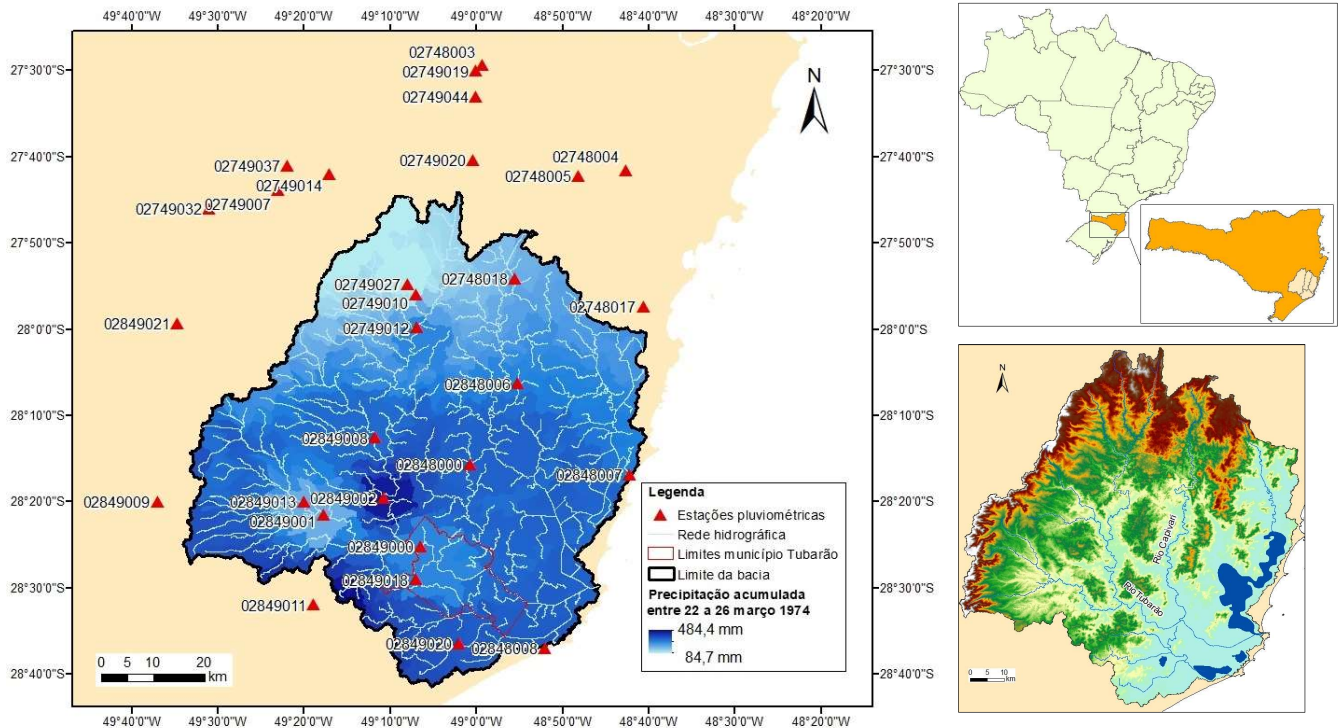 49°40'0"W 49°30'0"W 49°20'0"W 49°10'0"W 49°0'0"W 48°50'0"W 48°40'0"W 48°30'0"W 48°20'0"W
27°30'0"S
27°40'0"S
27°50'0"S
28°0'0"S
28°10'0"S
28°20'0"S
28°30'0"S
28°40'0"S
02748003
02749019
02749044
02749020
02748004
02748005
02749037
02749014
02749007
02749032
02749027
02749010
02748018
02748017
02849021
02749012
02848006
02849008
02848000
02848007
02849009
02849013
02849002
02849001
02849000
02849018
02849011
02849020
02848008
N
Legenda
Estações pluviométricas
Rede hidrográfica
Limites município Tubarão
Limite da bacia
Precipitação acumulada
entre 22 a 26 março 1974
484,4 mm
84,7 mm
0 5 10 20
km
27°30'0"S
27°40'0"S
27°50'0"S
28°0'0"S
28°10'0"S
28°20'0"S
28°30'0"S
28°40'0"S
49°40'0"W 49°30'0"W 49°20'0"W 49°10'0"W 49°0'0"W 48°50'0"W 48°40'0"W 48°30'0"W 48°20'0"W
N
Rio Capivari
Rio Tubarão
0 5 10
km